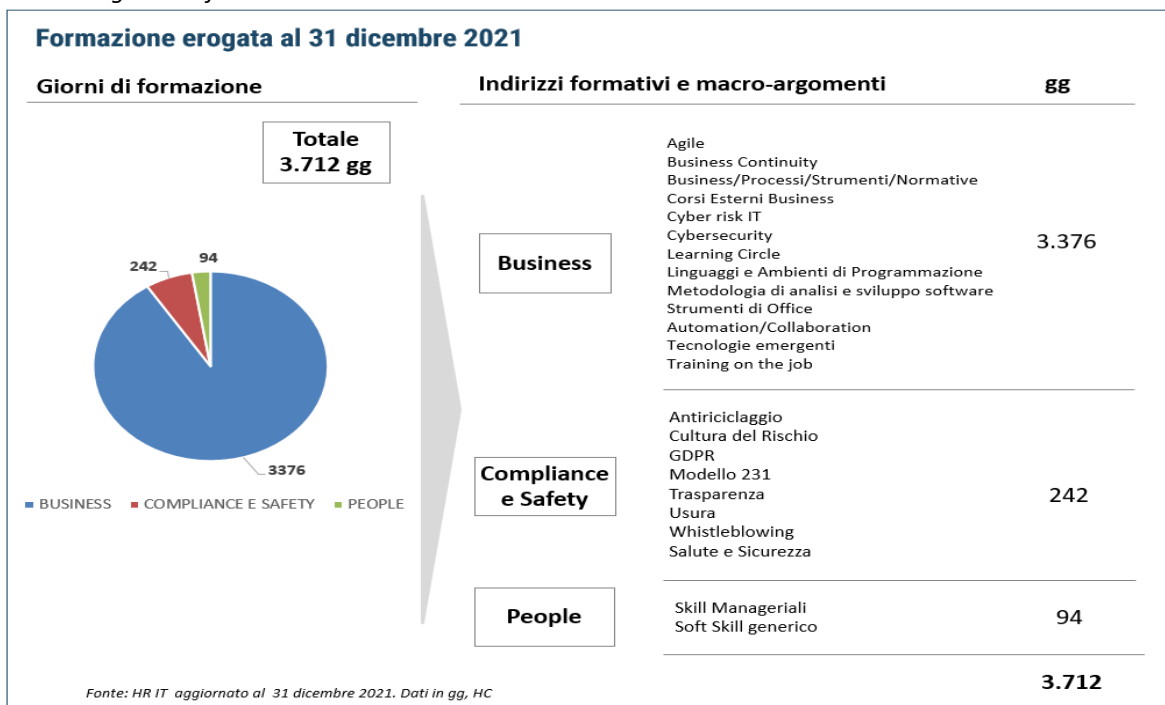 Formazione erogata al 31 dicembre 2021
Giorni di formazione
Totale
3.712 gg
242
94
3376
BUSINESS COMPLIANCE E SAFETY PEOPLE
Indirizzi formativi e macro-argomenti gg
Business
Agile
Business Continuity
Business/Processi/Strumenti/Normative
Corsi Esterni Business
Cyber risk IT
Cybersecurity
Learning Circle
Linguaggi e Ambienti di Programmazione
Metodologia di analisi e sviluppo software
Strumenti di Office
Automation/Collaboration
Tecnologie emergenti
Training on the job
3.376
Compliance
e Safety
Antiriciclaggio
Cultura del Rischio
GDPR
Modello 231
Trasparenza
Usura
Whistleblowing
Salute e Sicurezza
242
People
Skill Manageriali
Soft Skill generico
94
3.712
Fonte: HR IT aggiornato al 31 dicembre 2021. Dati in gg, HC